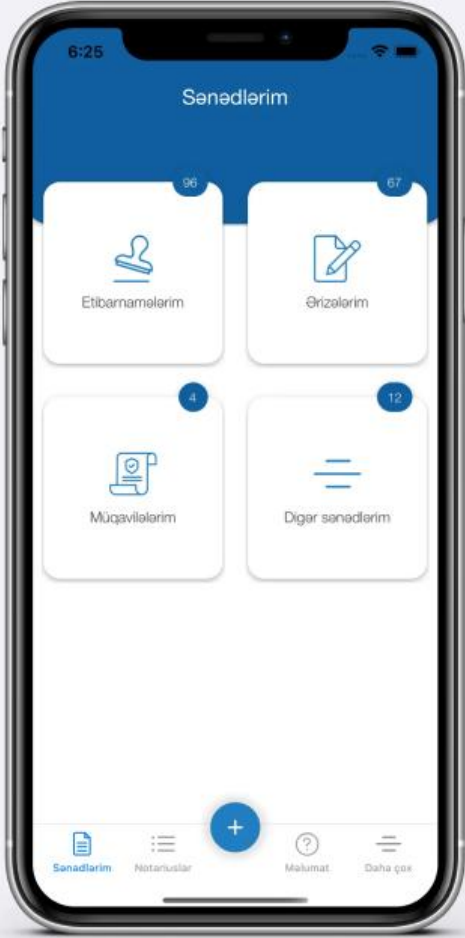 6:25
Sənədlərim
96
67
Etibarnamələrim
Ərizələrim
4
12
Müqavilələrim
Digər sənədlərim
+
Sənədlərim
Notariuslar
Məlumat
Daha çox